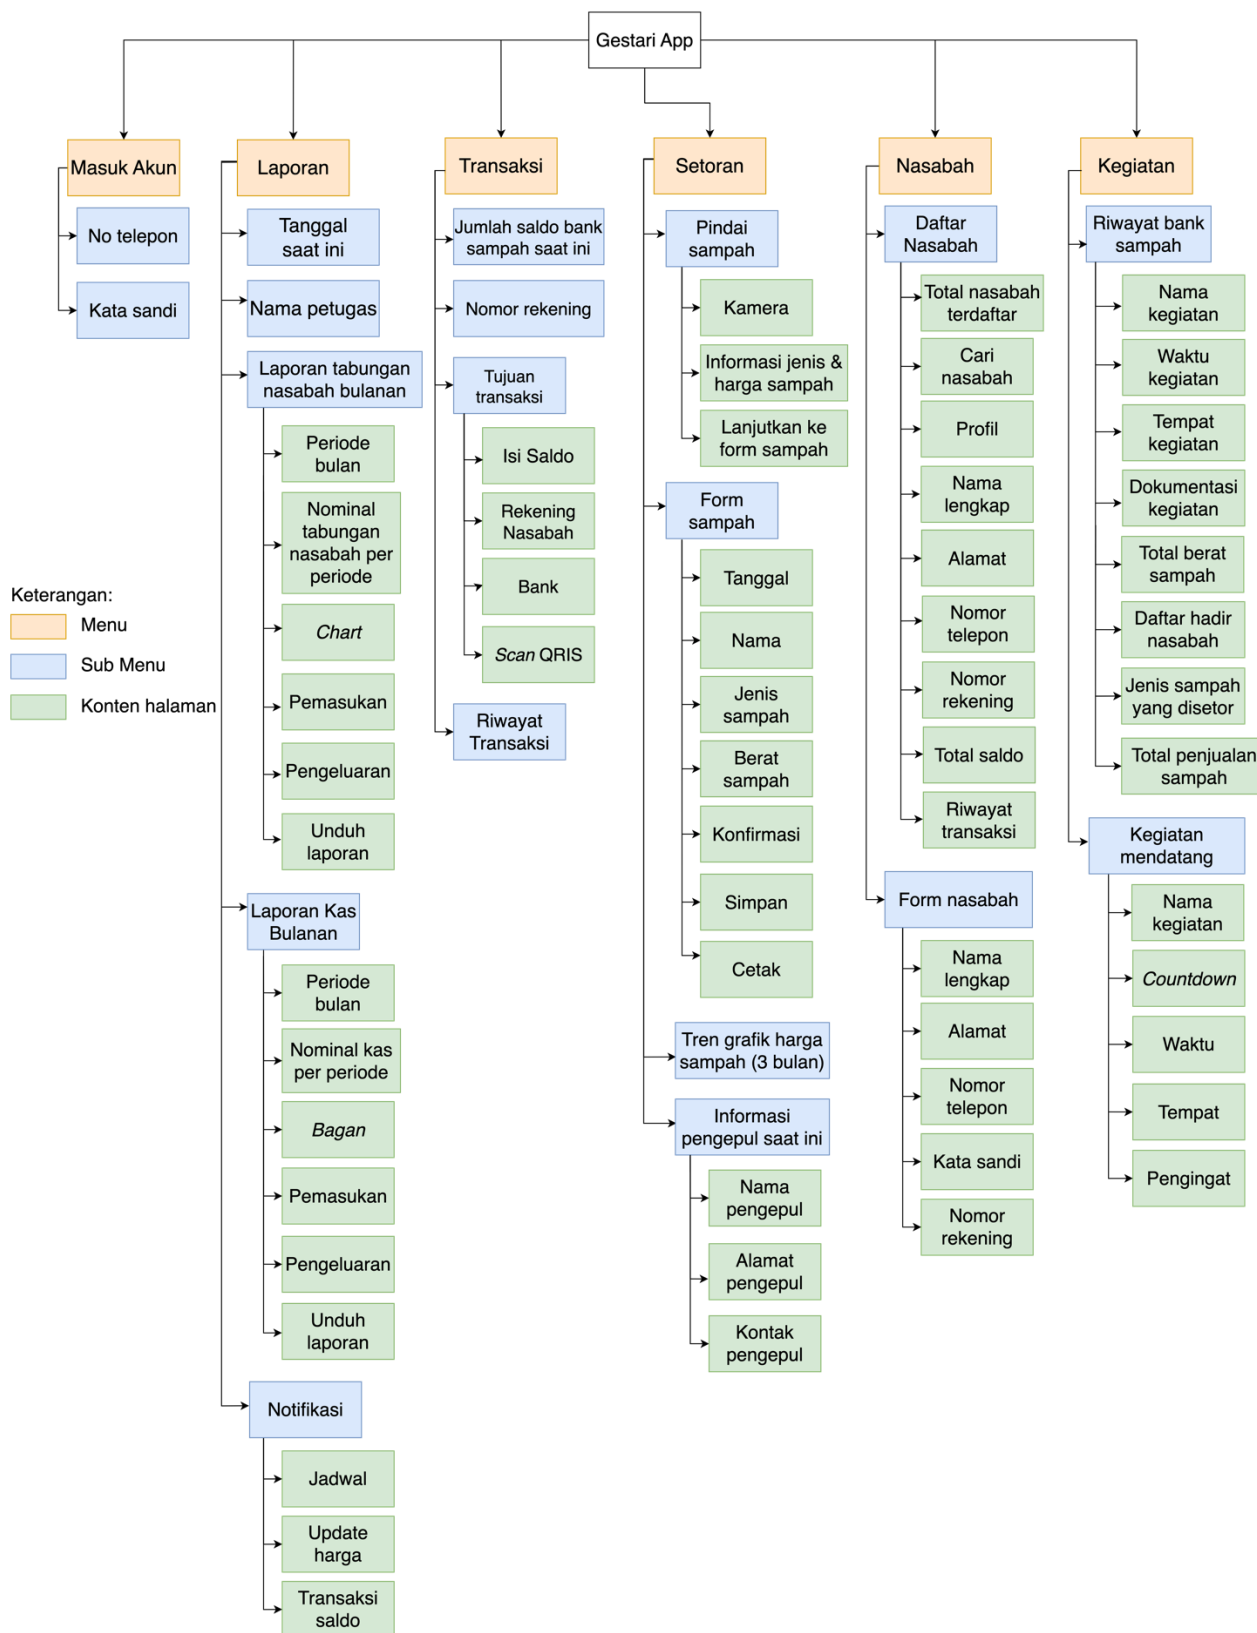 Gestari App
Masuk Akun
No telepon
Kata sandi
Laporan
Tanggal
saat ini
Nama petugas
Laporan tabungan
nasabah bulanan
Periode
bulan
Nominal
tabungan
nasabah per
periode
Chart
Pemasukan
Pengeluaran
Unduh
laporan
Laporan Kas
Bulanan
Periode
bulan
Nominal kas
per periode
Bagan
Pemasukan
Pengeluaran
Unduh
laporan
Notifikasi
Jadwal
Update
harga
Transaksi
saldo
Transaksi
Jumlah saldo bank
sampah saat ini
Nomor rekening
Tujuan
transaksi
Isi Saldo
Rekening
Nasabah
Bank
Scan QRIS
Riwayat
Transaksi
Setoran
Pindai
sampah
Kamera
Informasi jenis &
harga sampah
Lanjutkan ke
form sampah
Form
sampah
Tanggal
Nama
Jenis
sampah
Berat
sampah
Konfirmasi
Simpan
Cetak
Tren grafik harga
sampah (3 bulan)
Informasi
pengepul saat ini
Nama
pengepul
Alamat
pengepul
Kontak
pengepul
Nasabah
Daftar
Nasabah
Total nasabah
terdaftar
Cari
nasabah
Profil
Nama
lengkap
Alamat
Nomor
telepon
Nomor
rekening
Total saldo
Riwayat
transaksi
Form nasabah
Nama
lengkap
Alamat
Nomor
telepon
Kata sandi
Nomor
rekening
Kegiatan
Riwayat bank
sampah
Nama
kegiatan
Waktu
kegiatan
Tempat
kegiatan
Dokumentasi
kegiatan
Total berat
sampah
Daftar hadir
nasabah
Jenis sampah
yang disetor
Total penjualan
sampah
Kegiatan
mendatang
Nama
kegiatan
Countdown
Waktu
Tempat
Pengingat
Keterangan:
Menu
Sub Menu
Konten halaman